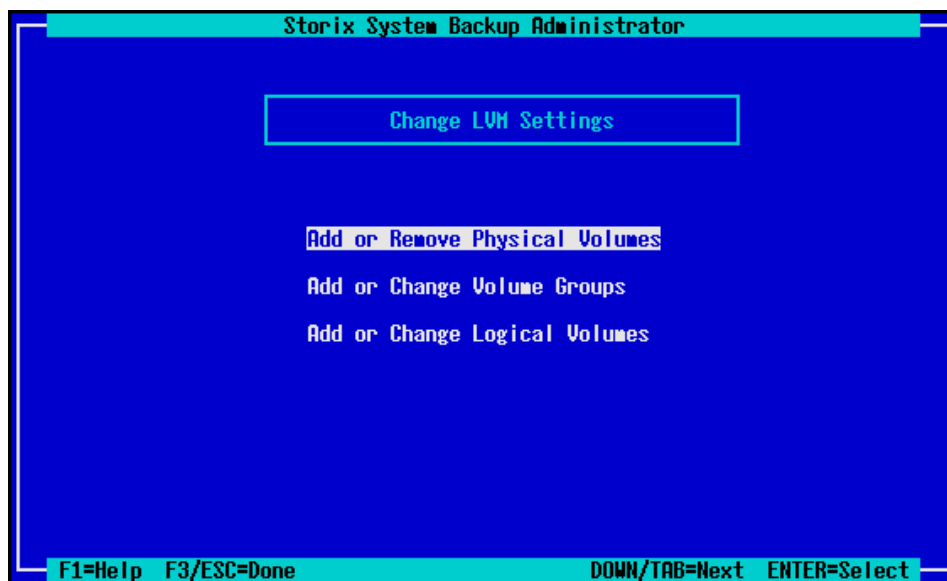 Storix System Backup Administrator
Change LVM Settings
Add or Remove Physical Volumes
Add or Change Volume Groups
Add or Change Logical Volumes
F1=Help F3/ESC=Done DOWN/TAB=Next ENTER=Select